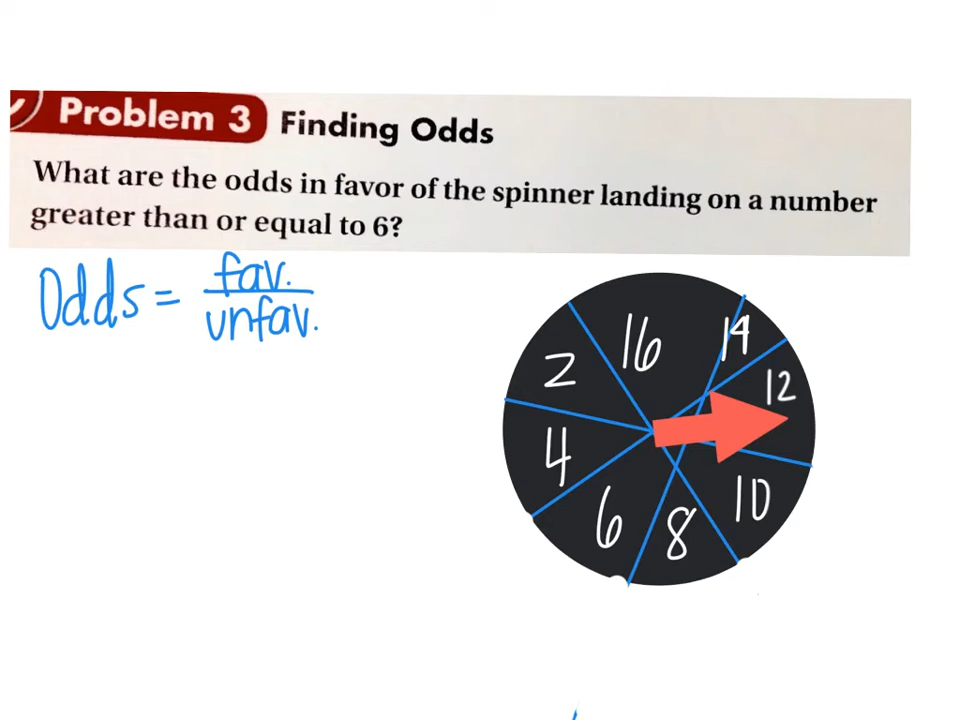 Problem 3 Finding Odds
What are the odds in favor of the spinner landing on a number
greater than or equal to 6?
Odds = fav.
unfav.
16
14
2
12
4
10
6
8